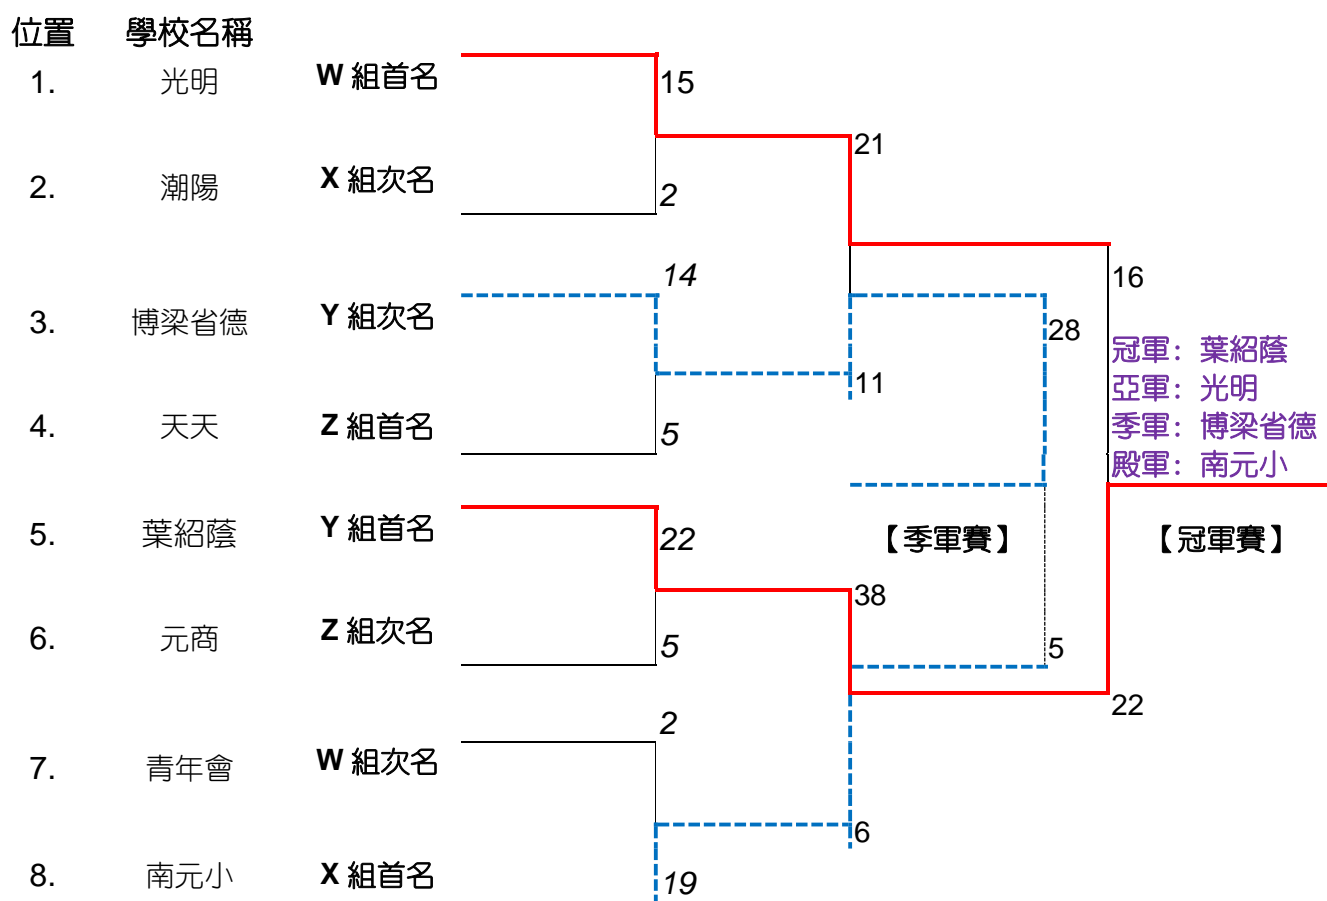 位置 學校名稱
1. 光明 W 組首名 15
21
2. 潮陽 X 組次名 2
14
16
3. 博梁省德 Y 組次名 28
冠軍：葉紹蔭
11
亞軍：光明
4. 天天 Z 組首名 5
季軍：博梁省德
殿軍：南元小
5. 葉紹蔭 Y 組首名 22 【季軍賽】 【冠軍賽】
38
6. 元商 Z 組次名 5 5
22
2
7. 青年會 W 組次名
6
8. 南元小 X 組首名 19